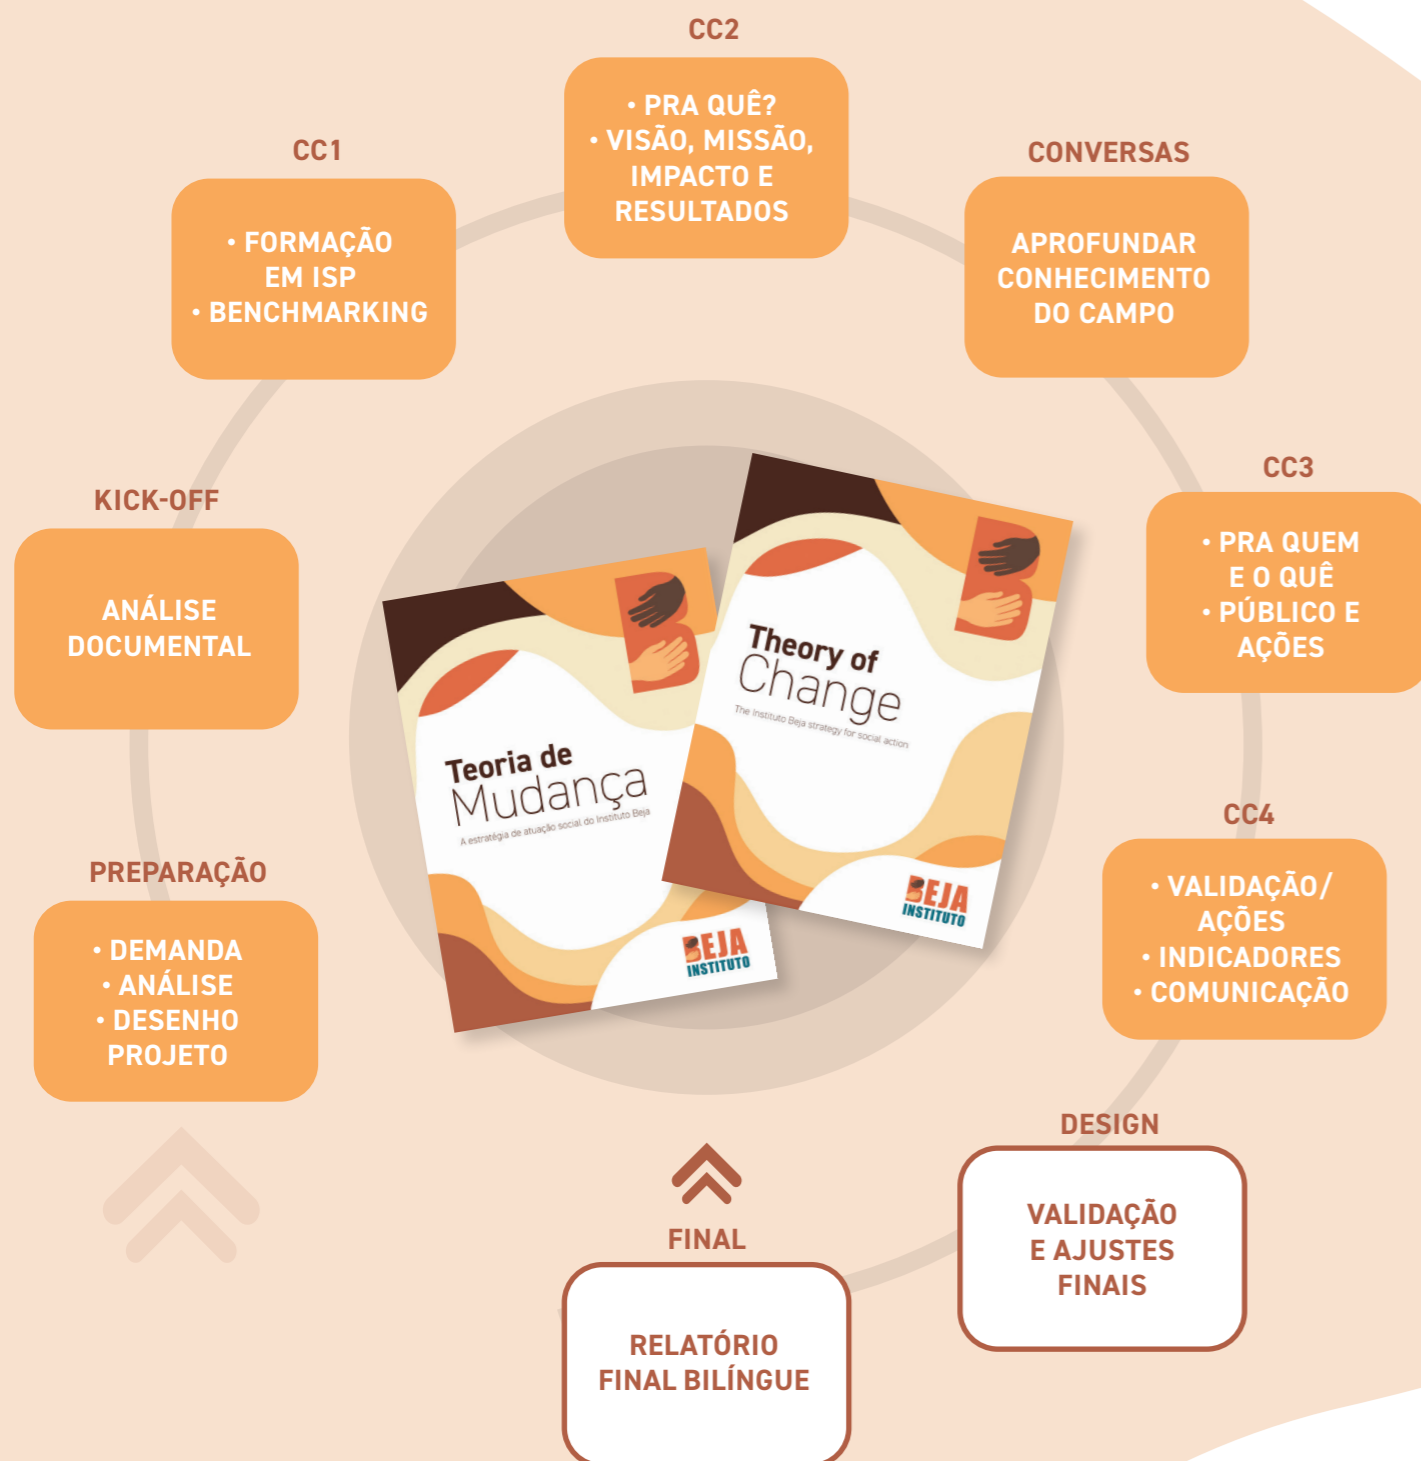 PREPARAÇÃO
• DEMANDA
• ANÁLISE
• DESENHO
PROJETO
KICK-OFF
ANÁLISE
DOCUMENTAL
CC1
• FORMAÇÃO
EM ISP
• BENCHMARKING
CC2
• PRA QUÊ?
• VISÃO, MISSÃO,
IMPACTO E
RESULTADOS
CONVERSAS
APROFUNDAR
CONHECIMENTO
DO CAMPO
CC3
• PRA QUEM
E O QUÊ
• PÚBLICO E
AÇÕES
CC4
• VALIDAÇÃO/
AÇÕES
• INDICADORES
• COMUNICAÇÃO
DESIGN
VALIDAÇÃO
E AJUSTES
FINAIS
FINAL
RELATÓRIO
FINAL BILÍNGUE
Teoria de
Mudança
A estratégia de atuação social do Instituto Beja
BEJA
INSTITUTO
Theory of
Change
The Instituto Beja strategy for social action
BEJA
INSTITUTO